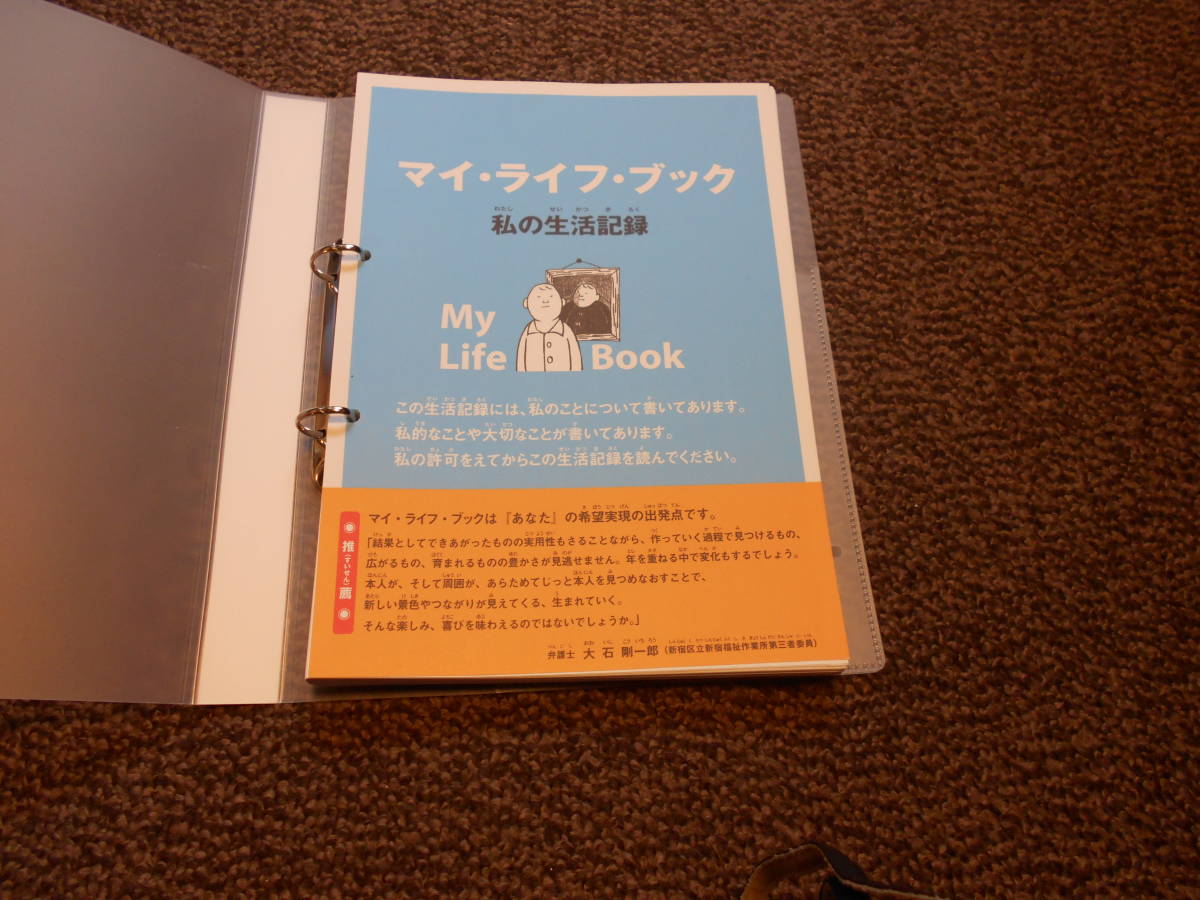 マイ・ライフ・ブック
私の生活記録
My
Life Book
この生活記録には、私のことについて書いてあります。
私的なことや大切なことが書いてあります。
私の許可をえてからこの生活記録を読んでください。
推(すいせん)薦
マイ・ライフ・ブックは『あなた』の希望実現の出発点です。
「結果としてできあがったものの実用性もさることながら、作っていく過程で見つけるもの、
広がるもの、育まれるものの豊かさが見逃せません。年を重ねる中で変化もするでしょう。
本人が、そして周囲が、あらためてじっと本人を見つめなおすことで、
新しい景色やつながりが見えてくる、生まれていく。
そんな楽しみ、喜びを味わえるのではないでしょうか。」
弁護士 大石 剛一郎（新宿区立新宿福祉作業所第三者委員）